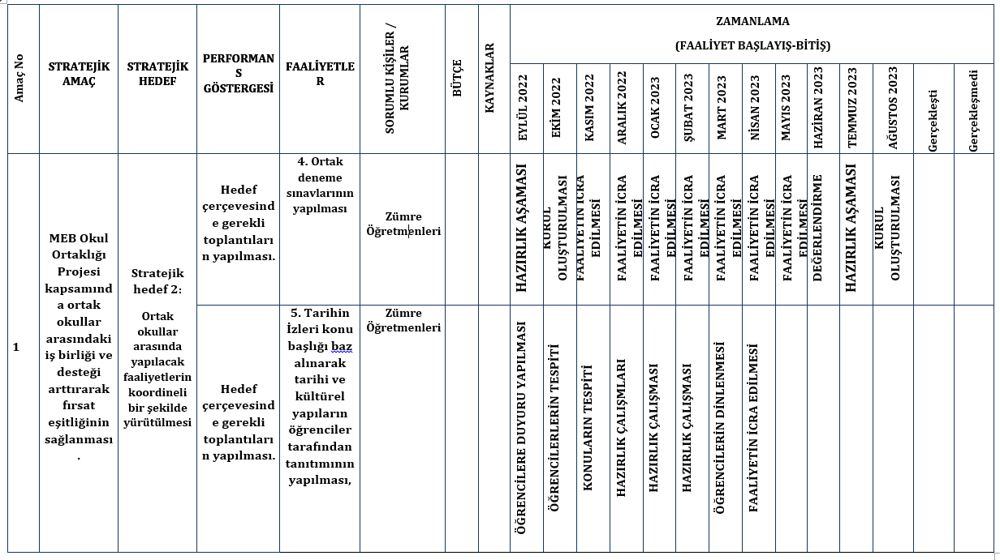 Amaç No
STRATEJİK
AMAÇ
STRATEJİK
HEDEF
PERFORMAN
S
GÖSTERGESİ
FAALİYETLE
R
SORUMLU KİŞİLER /
KURUMLAR
BÜTÇE
KAYNAKLAR
ZAMANLAMA
(FAALİYET BAŞLAYIŞ-BİTİŞ)
EYLÜL 2022
EKİM 2022
KASIM 2022
ARALIK 2022
OCAK 2023
ŞUBAT 2023
MART 2023
NİSAN 2023
MAYIS 2023
HAZİRAN 2023
TEMMUZ 2023
AĞUSTOS 2023
Gerçekleşti
Gerçekleşmedi
1
MEB Okul
Ortaklığı
Projesi
kapsamınd
a ortak
okullar
arasındaki
iş birliği ve
desteği
arttırarak
fırsat
eşitliğinin
sağlanması
.
Stratejik
hedef 2:
Ortak
okullar
arasında
yapılacak
faaliyetlerin
koordineli
bir şekilde
yürütülmesi
Hedef
çerçevesind
e gerekli
toplantıları
n yapılması.
4. Ortak
deneme
sınavlarının
yapılması
Zümre
Öğretmenleri
HAZIRLIK AŞAMASI
KURUL
OLUŞTURULMASI
FAALİYETİN İCRA
EDİLMESİ
FAALİYETİN İCRA
EDİLMESİ
FAALİYETİN İCRA
EDİLMESİ
FAALİYETİN İCRA
EDİLMESİ
FAALİYETİN İCRA
EDİLMESİ
FAALİYETİN İCRA
EDİLMESİ
FAALİYETİN İCRA
EDİLMESİ
DEĞERLENDİRME
HAZIRLIK AŞAMASI
KURUL
OLUŞTURULMASI
Hedef
çerçevesind
e gerekli
toplantıları
n yapılması.
5. Tarihin
İzleri konu
başlığı baz
alınarak
tarihi ve
kültürel
yapıların
öğrenciler
tarafından
tanıtımının
yapılması,
Zümre
Öğretmenleri
ÖĞRENCİLERE DUYURU YAPILMASI
ÖĞRENCİLERLERİN TESPİTİ
KONULARIN TESPİTİ
HAZIRLIK ÇALIŞMLARI
HAZIRLIK ÇALIŞMASI
HAZIRLIK ÇALIŞMASI
ÖĞRENCİLERİN DİNLENMESİ
FAALİYETİN İCRA EDİLMESİ